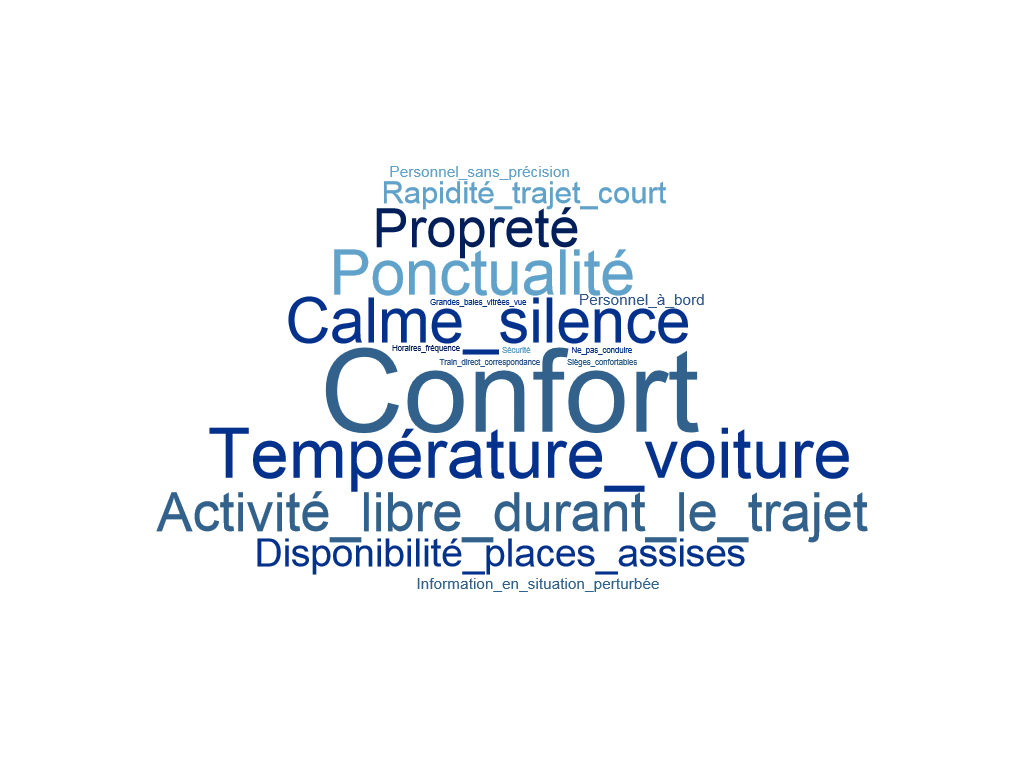 Personnel_sans_précision
Rapidité_trajet_court
Propreté
Ponctualité
Grandes_baies_vitrées_vue
Personnel_à_bord
Calme_silence
Horaires_fréquence
Sécurité
Ne_pas_conduire
Train_direct_correspondance
Sièges_confortables
Confort
Température_voiture
Activité_libre_durant_le_trajet
Disponibilité_places_assises
Information_en_situation_perturbée